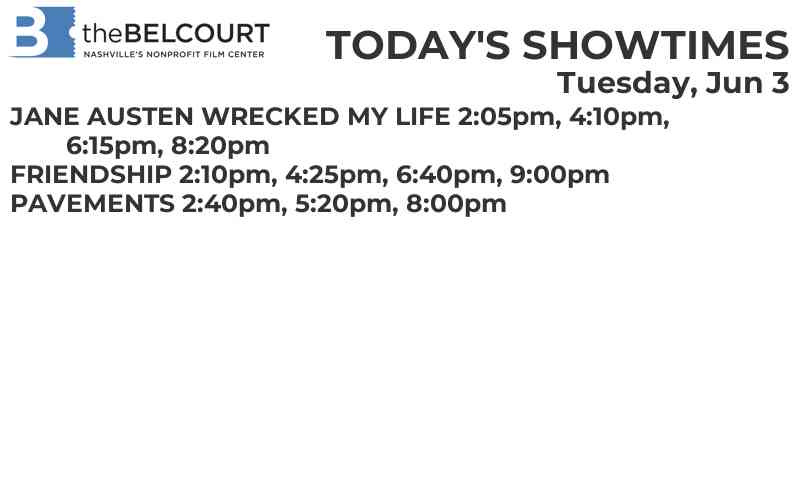 B theBELCOURT
NASHVILLE'S NONPROFIT FILM CENTER
TODAY'S SHOWTIMES
Tuesday, Jun 3
JANE AUSTEN WRECKED MY LIFE 2:05pm, 4:10pm,
6:15pm, 8:20pm
FRIENDSHIP 2:10pm, 4:25pm, 6:40pm, 9:00pm
PAVEMENTS 2:40pm, 5:20pm, 8:00pm